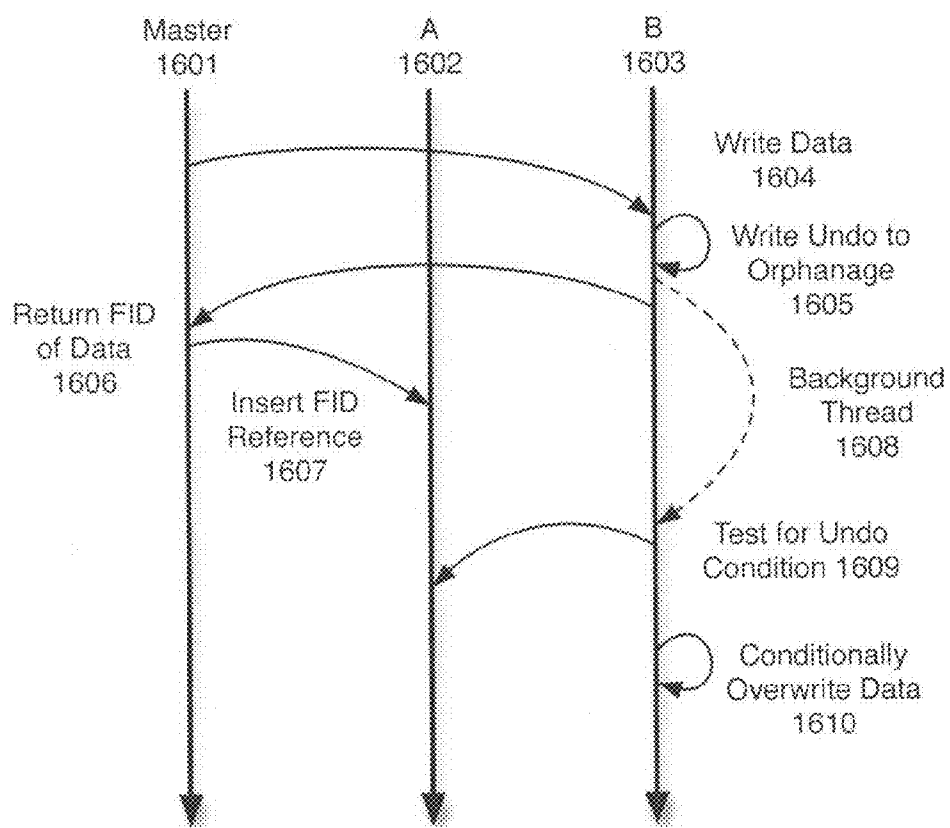 Master
1601
A
1602
B
1603
Write Data
1604
Write Undo to
Orphanage
1605
Return FID
of Data
1606
Insert FID
Reference
1607
Background
Thread
1608
Test for Undo
Condition 1609
Conditionally
Overwrite Data
1610